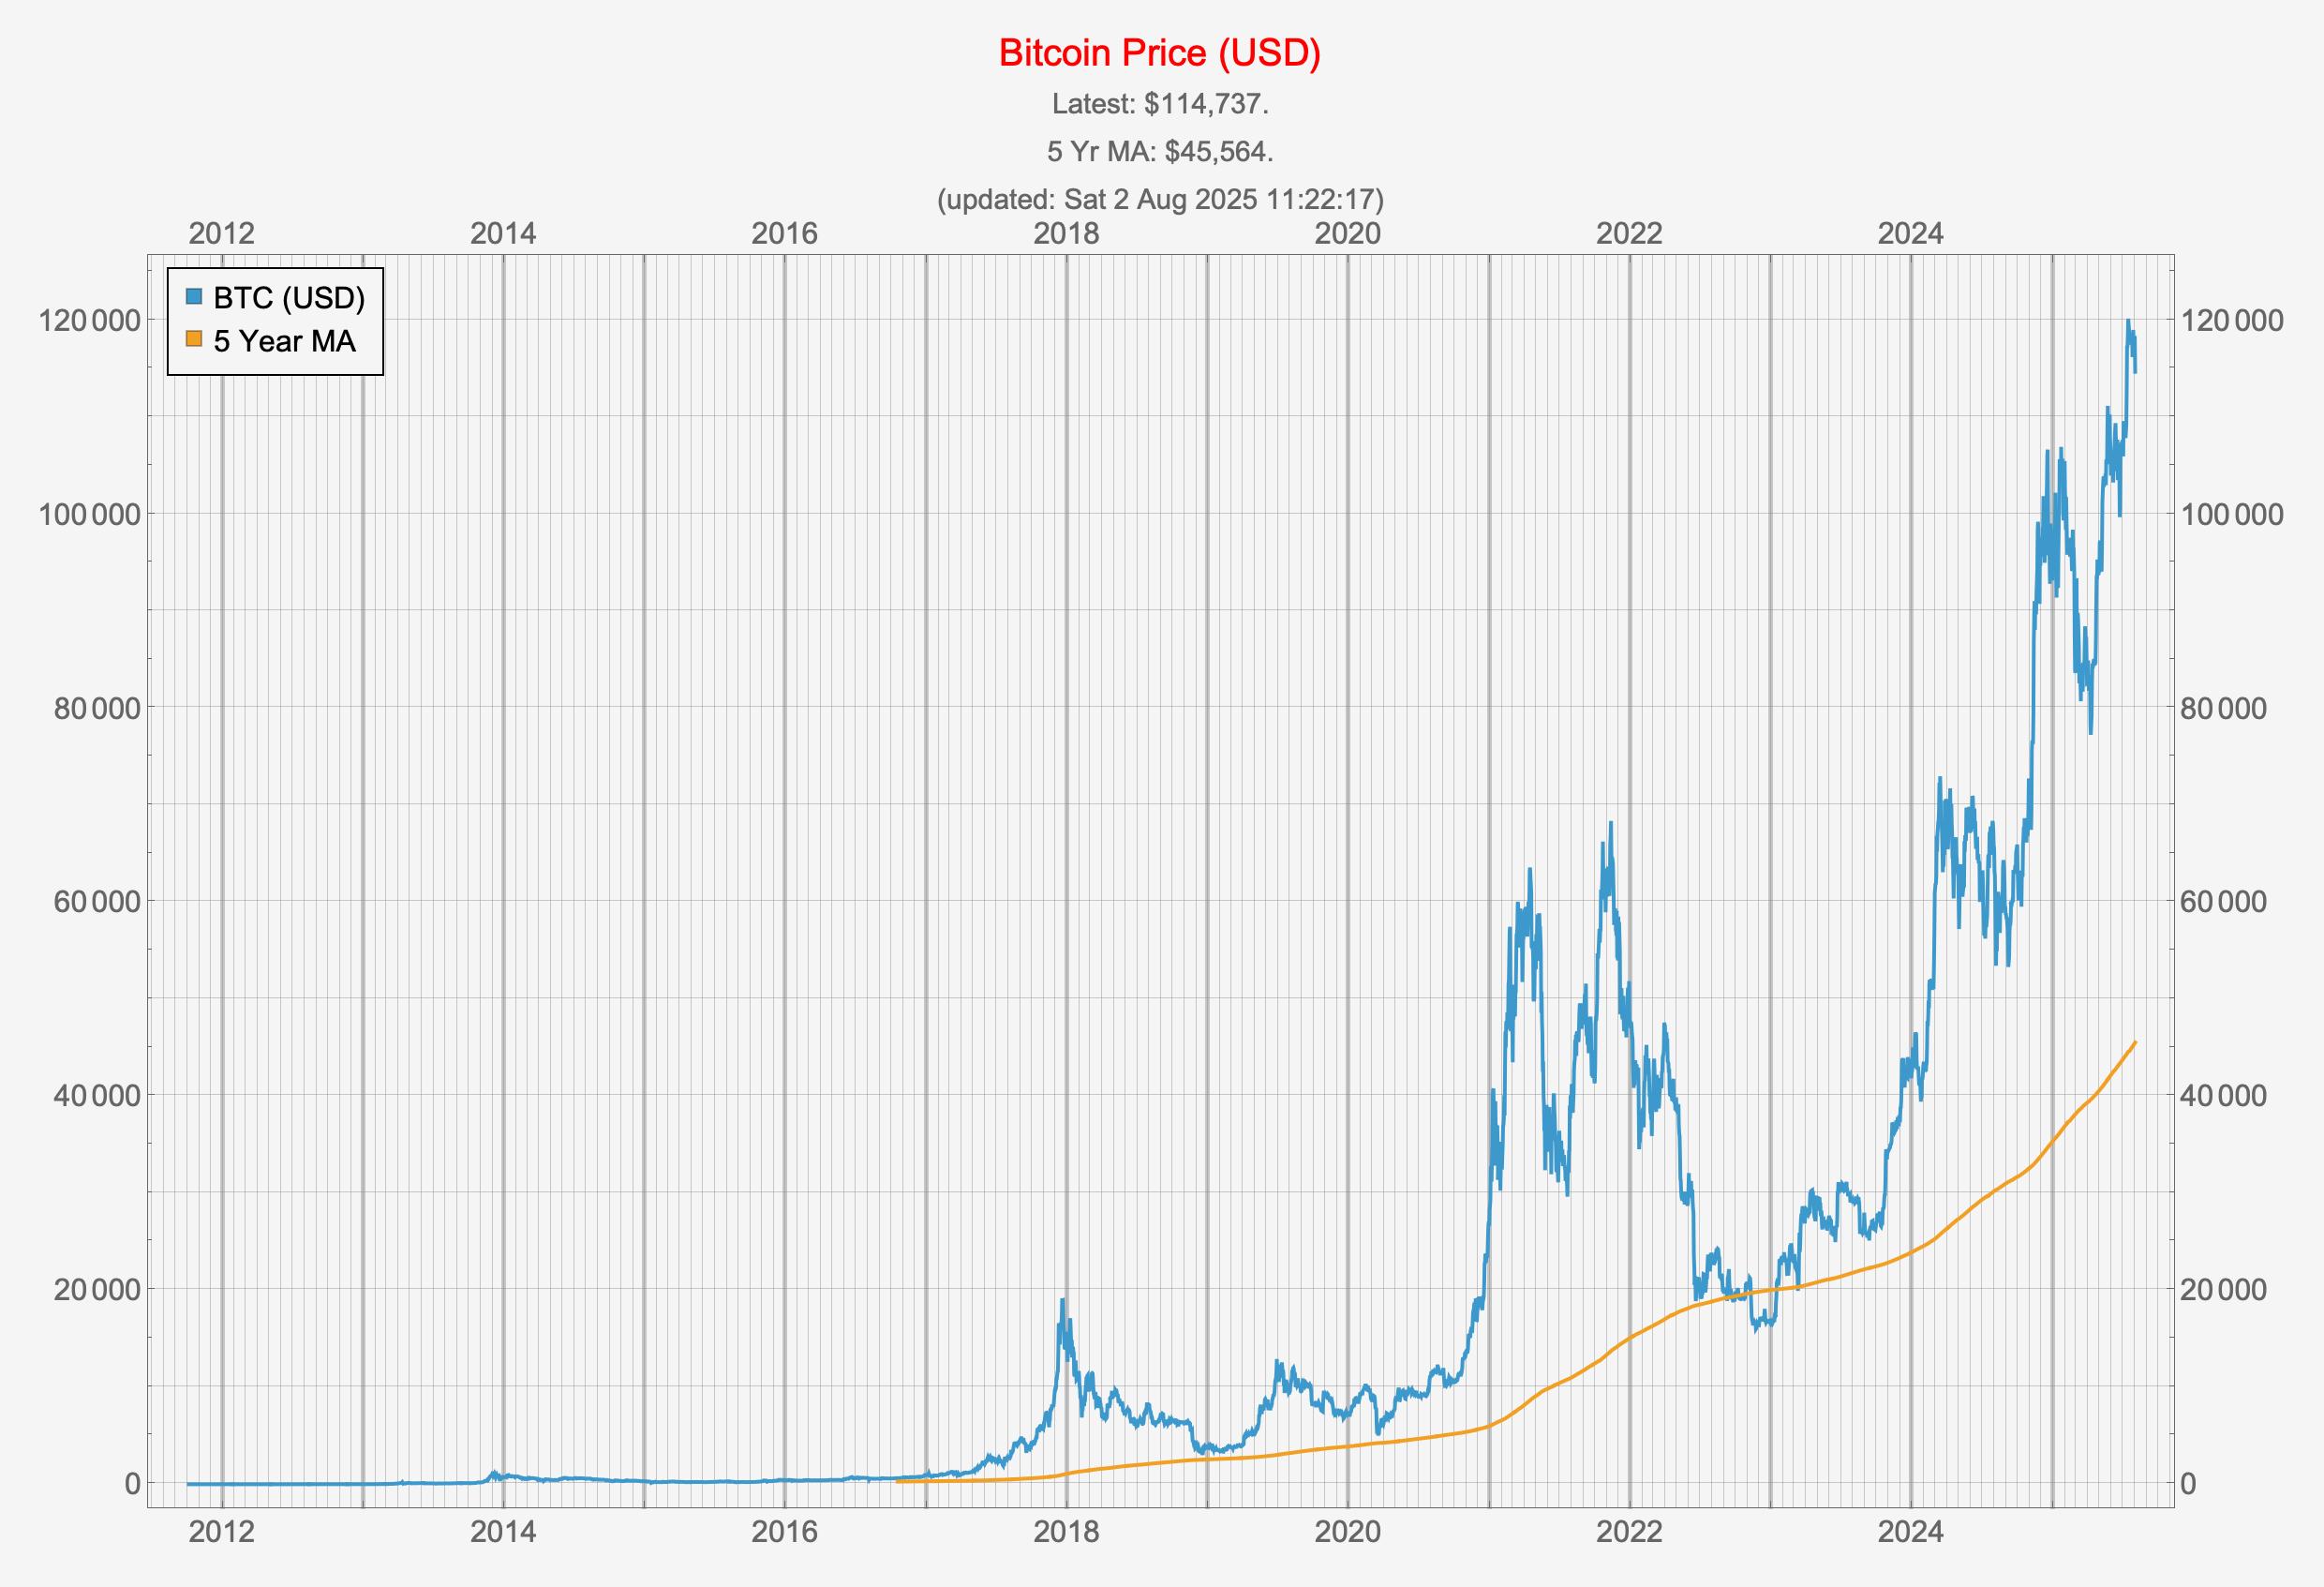 Bitcoin Price (USD)
Latest: $114,737.
5 Yr MA: $45,564.
(updated: Sat 2 Aug 2025 11:22:17)
2012 2014 2016 2018 2020 2022 2024
BTC (USD)
5 Year MA
120 000 120 000
100 000 100 000
80 000 80 000
60 000 60 000
40 000 40 000
20 000 20 000
0 0
2012 2014 2016 2018 2020 2022 2024